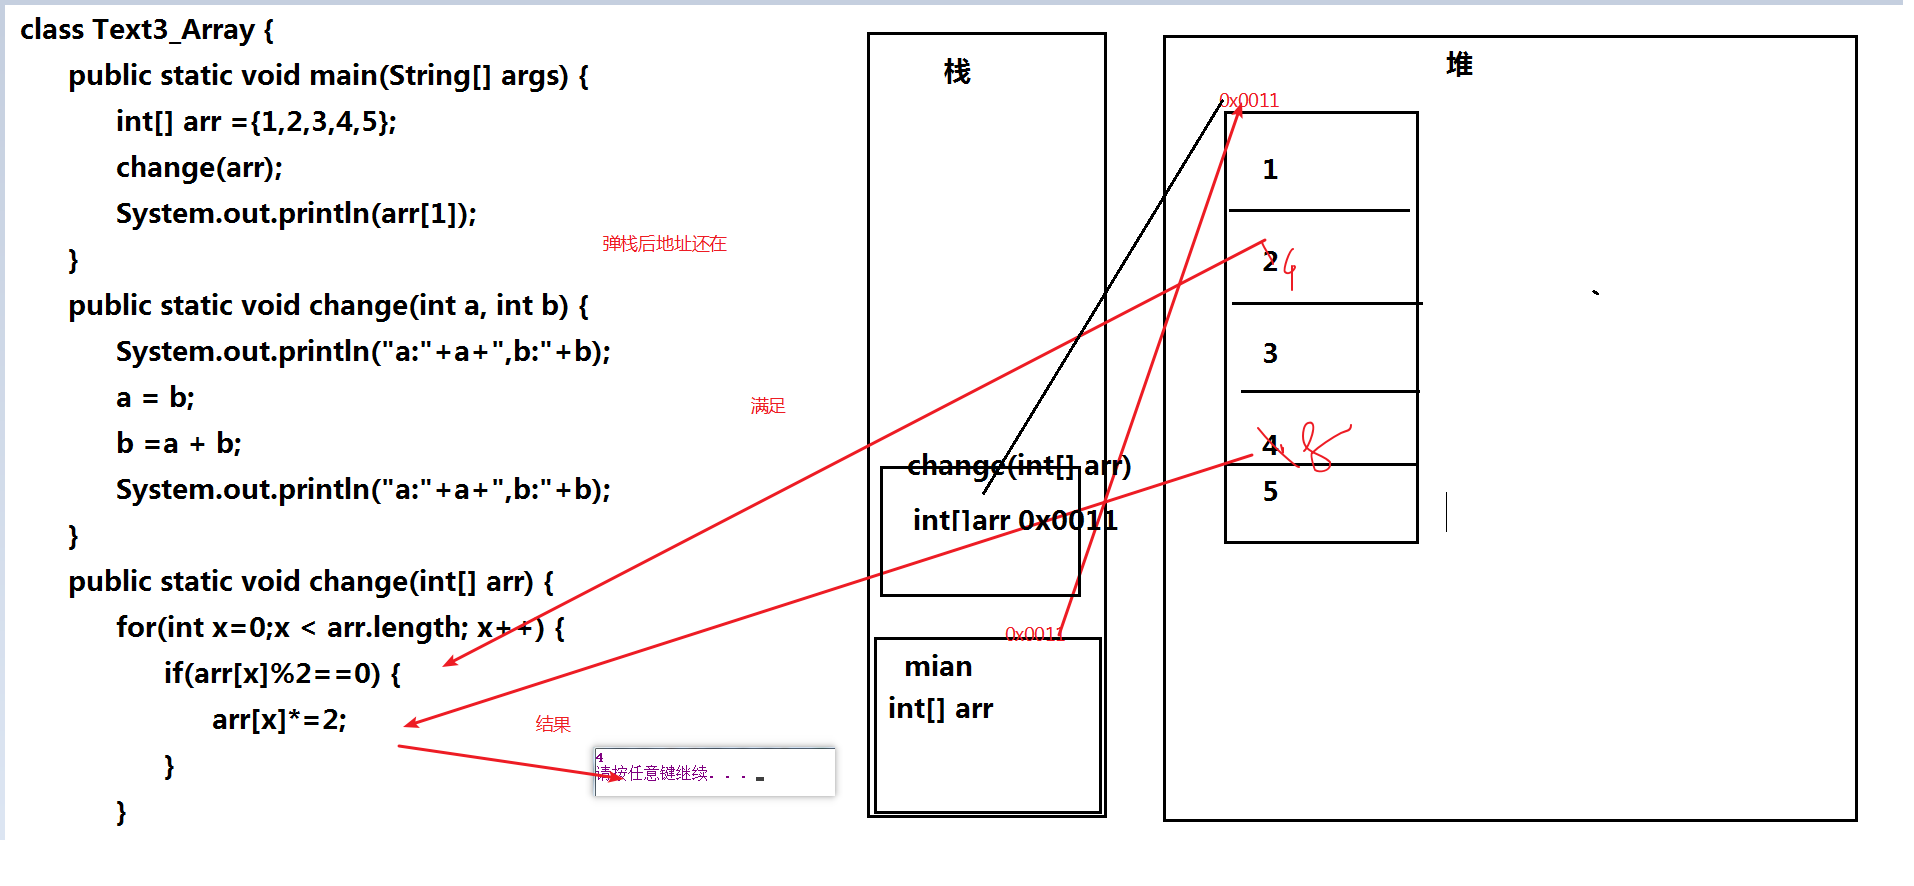 class Text3_Array {
public static void main(String[] args) {
int[] arr ={1,2,3,4,5};
change(arr);
System.out.println(arr[1]);
弹栈后地址还在
}
public static void change(int a, int b) {
System.out.println("a:"+a+",b:"+b);
a = b;
满足
b =a + b;
System.out.println("a:"+a+",b:"+b);
}
public static void change(int[] arr) {
for(int x=0;x < arr.length; x++) {
if(arr[x]%2==0) {
arr[x]*=2;
结果
4
请按任意键继续. . .
}
}
栈
change(int[] arr)
int[]arr 0x0011
0x0011
mian
int[] arr
堆
0x0011
1
2 4
3
4 8
5